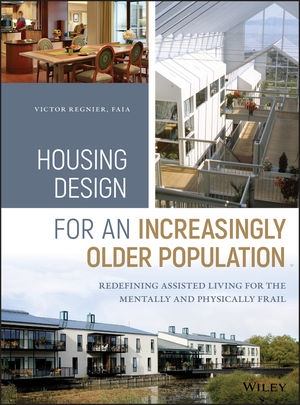 VICTOR REGNIER, FAIA
HOUSING
DESIGN
FOR AN INCREASINGLY
OLDER POPULATION
REDEFINING ASSISTED LIVING FOR THE
MENTALLY AND PHYSICALLY FRAIL
WILEY